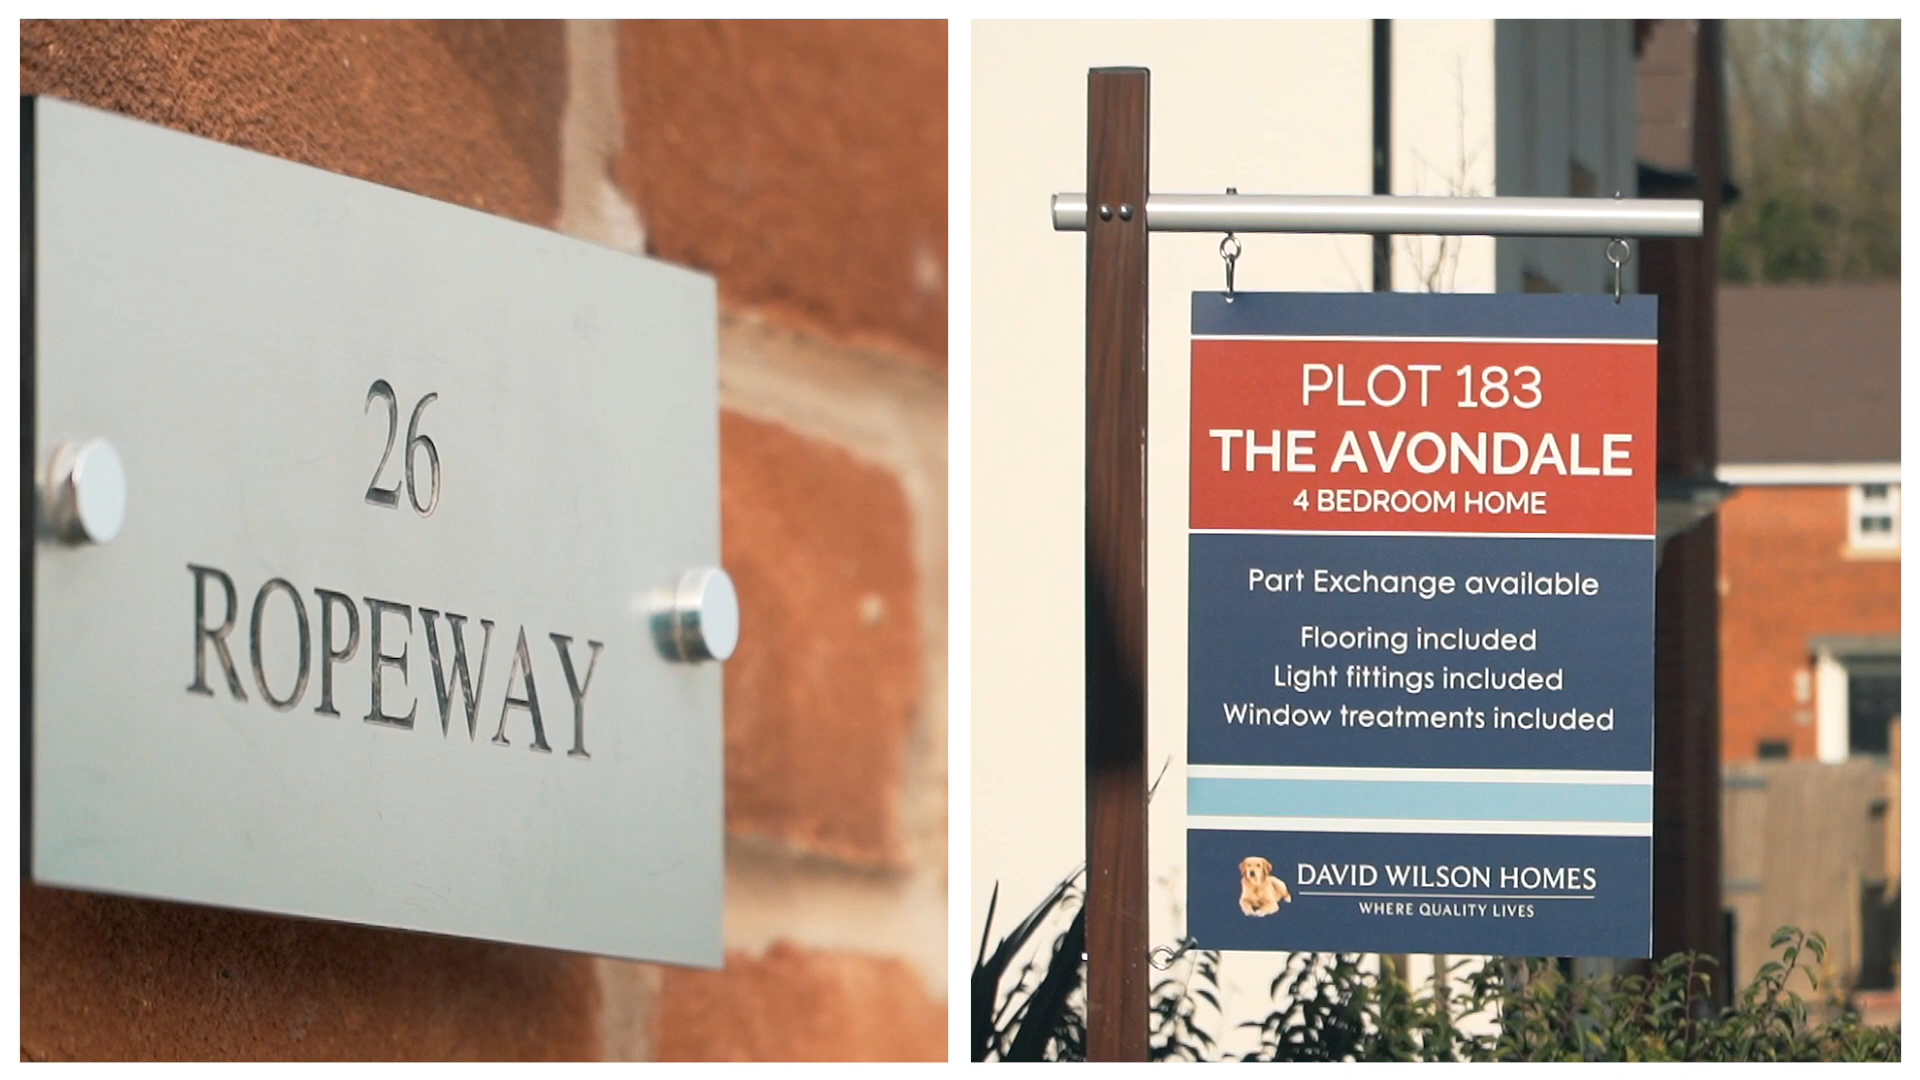 26
ROPEWAY
PLOT 183
THE AVONDALE
4 BEDROOM HOME
Part Exchange available
Flooring included
Light fittings included
Window treatments included
DAVID WILSON HOMES
WHERE QUALITY LIVES